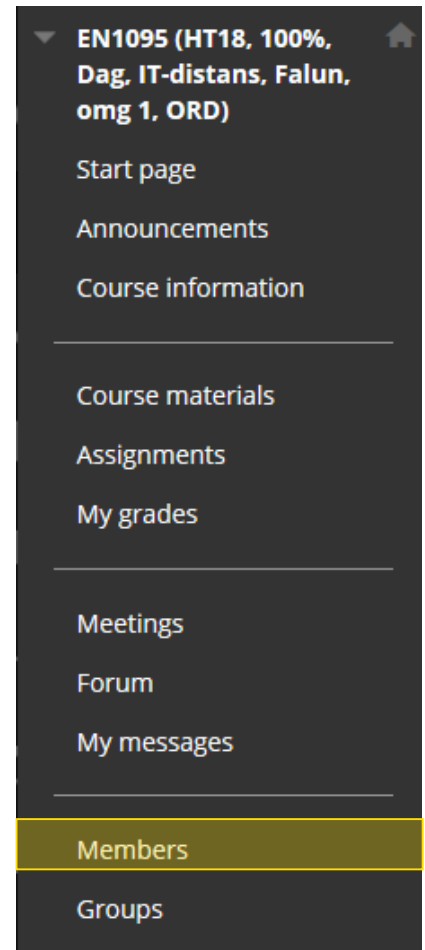 EN1095 (HT18, 100%,
Dag, IT-distans, Falun,
omg 1, ORD)
Start page
Announcements
Course information
Course materials
Assignments
My grades
Meetings
Forum
My messages
Members
Groups